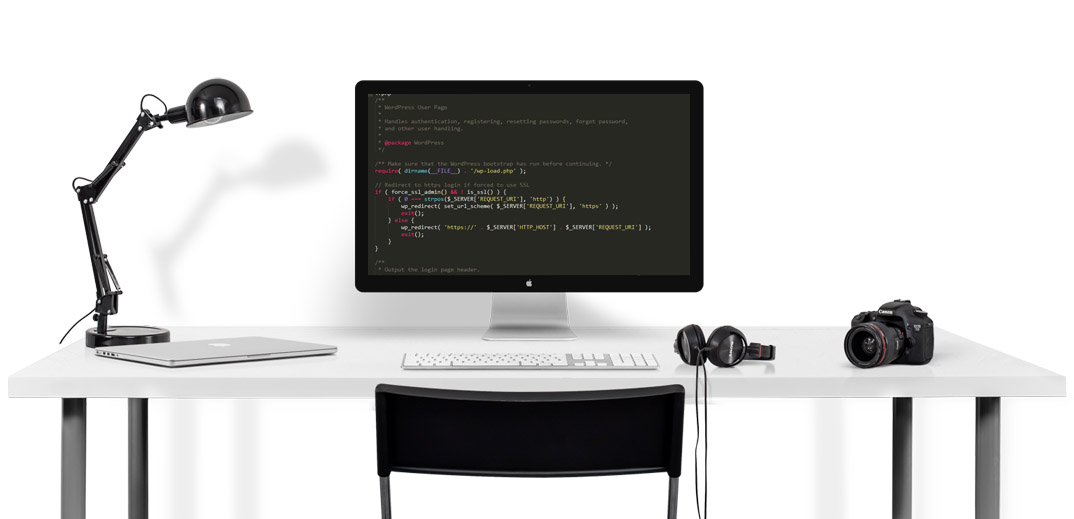 <?php
/**
 * WordPress User Page
 *
 * Handles authentication, registering, resetting passwords, forgot password,
 * and other user handling.
 *
 * @package WordPress
 */
/** Make sure that the WordPress bootstrap has run before continuing. */
require( dirname(__FILE__) . '/wp-load.php' );
// Redirect to https login if forced to use SSL
if ( force_ssl_admin() && ! is_ssl() ) {
if ( 0 === strpos($_SERVER['REQUEST_URI'], 'http') ) {
wp_redirect( set_url_scheme( $_SERVER['REQUEST_URI'], 'https' ) );
exit();
} else {
wp_redirect( 'https://' . $_SERVER['HTTP_HOST'] . $_SERVER['REQUEST_URI'] );
exit();
}
}
/**
 * Output the login page header.
Canon
EOS